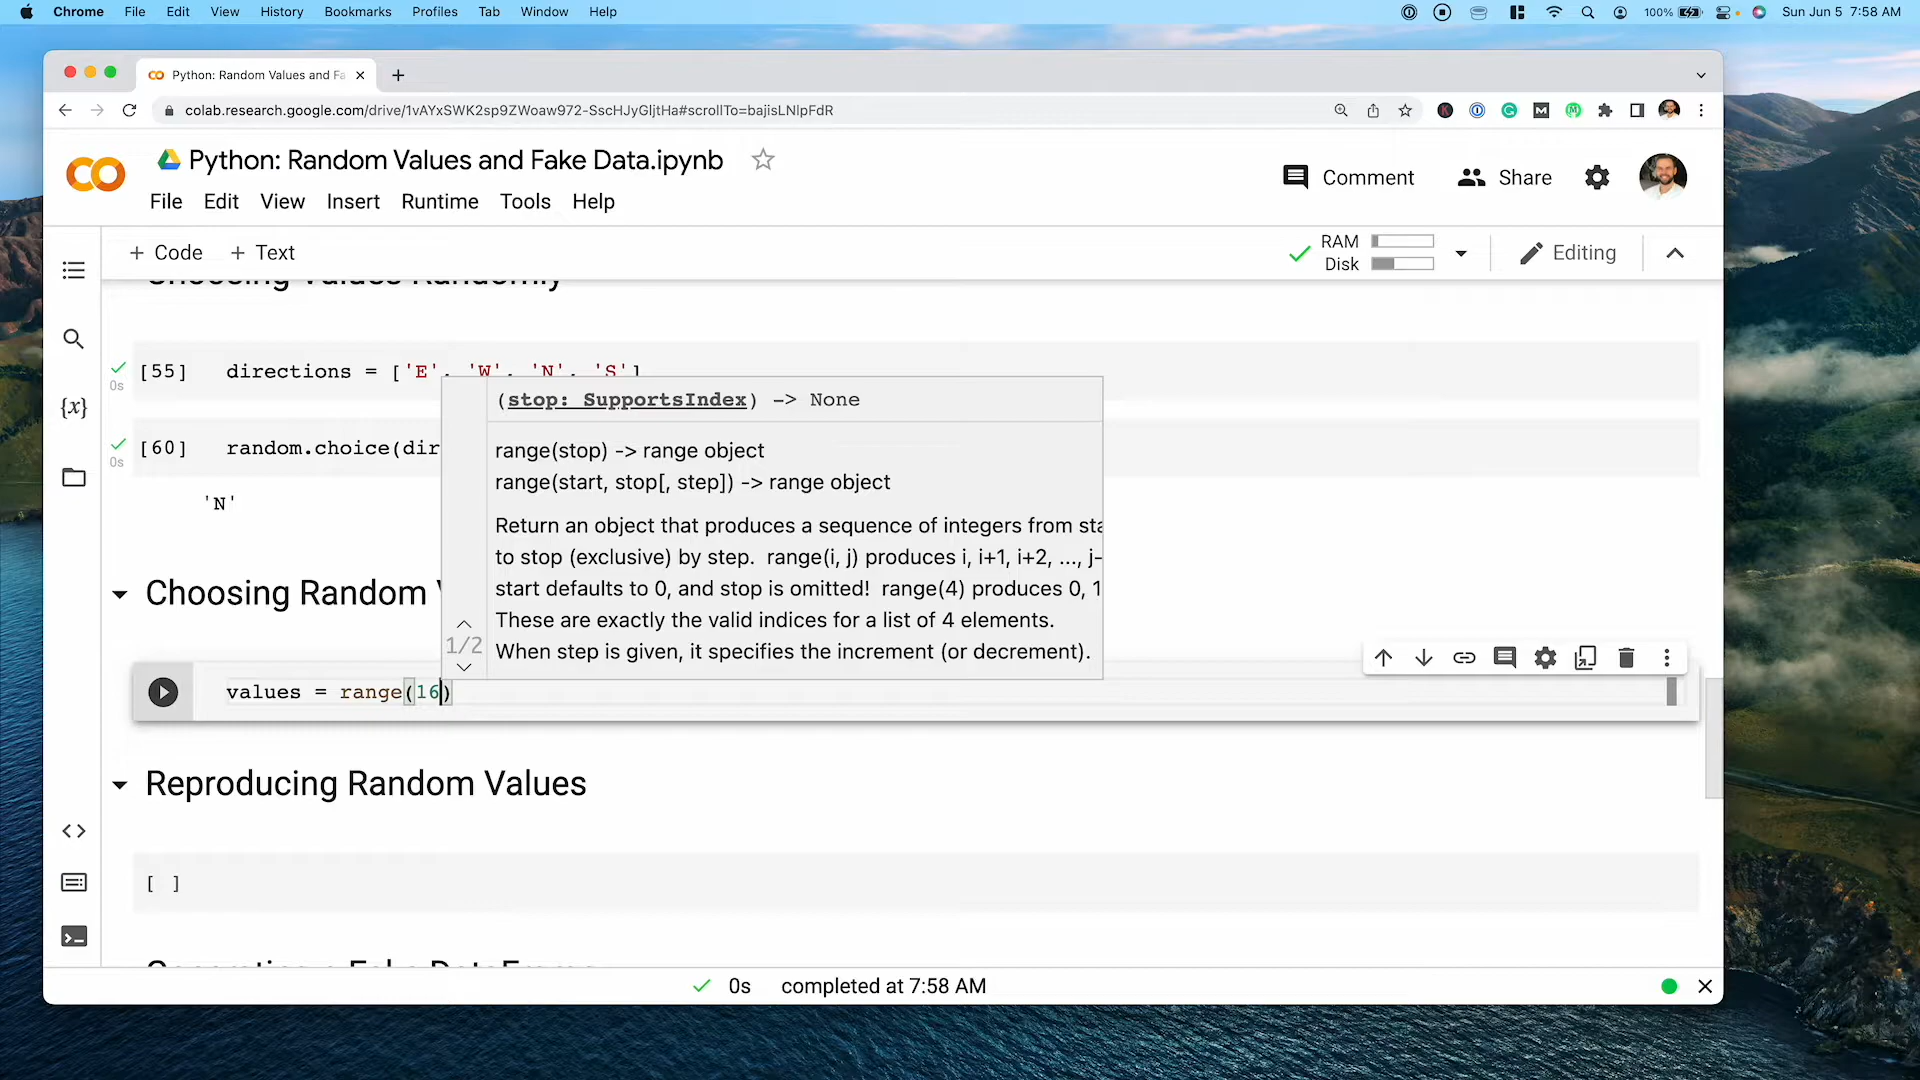 Chrome File Edit View History Bookmarks Profiles Tab Window Help
100% Sun Jun 5 7:58 AM
Python: Random Values and Fa
colab.research.google.com/drive/1vAYxSWK2sp9ZWoaw972-SscHJyGljtHa#scrollTo=bajisLNlpFdR
Python: Random Values and Fake Data.ipynb
Comment Share
File Edit View Insert Runtime Tools Help
+ Code + Text
RAM
Disk
Editing
Choosing Values Randomly
[55] directions = ['E', 'W', 'N', 'S']
0s
(stop: SupportsIndex) -> None
[60] random.choice(dir
0s
range(stop) -> range object
range(start, stop[, step]) -> range object
'N'
Return an object that produces a sequence of integers from sta
to stop (exclusive) by step. range(i, j) produces i, i+1, i+2, ..., j-
start defaults to 0, and stop is omitted! range(4) produces 0, 1
These are exactly the valid indices for a list of 4 elements.
When step is given, it specifies the increment (or decrement).
1/2
Choosing Random
values = range(16)
Reproducing Random Values
[ ]
0s completed at 7:58 AM